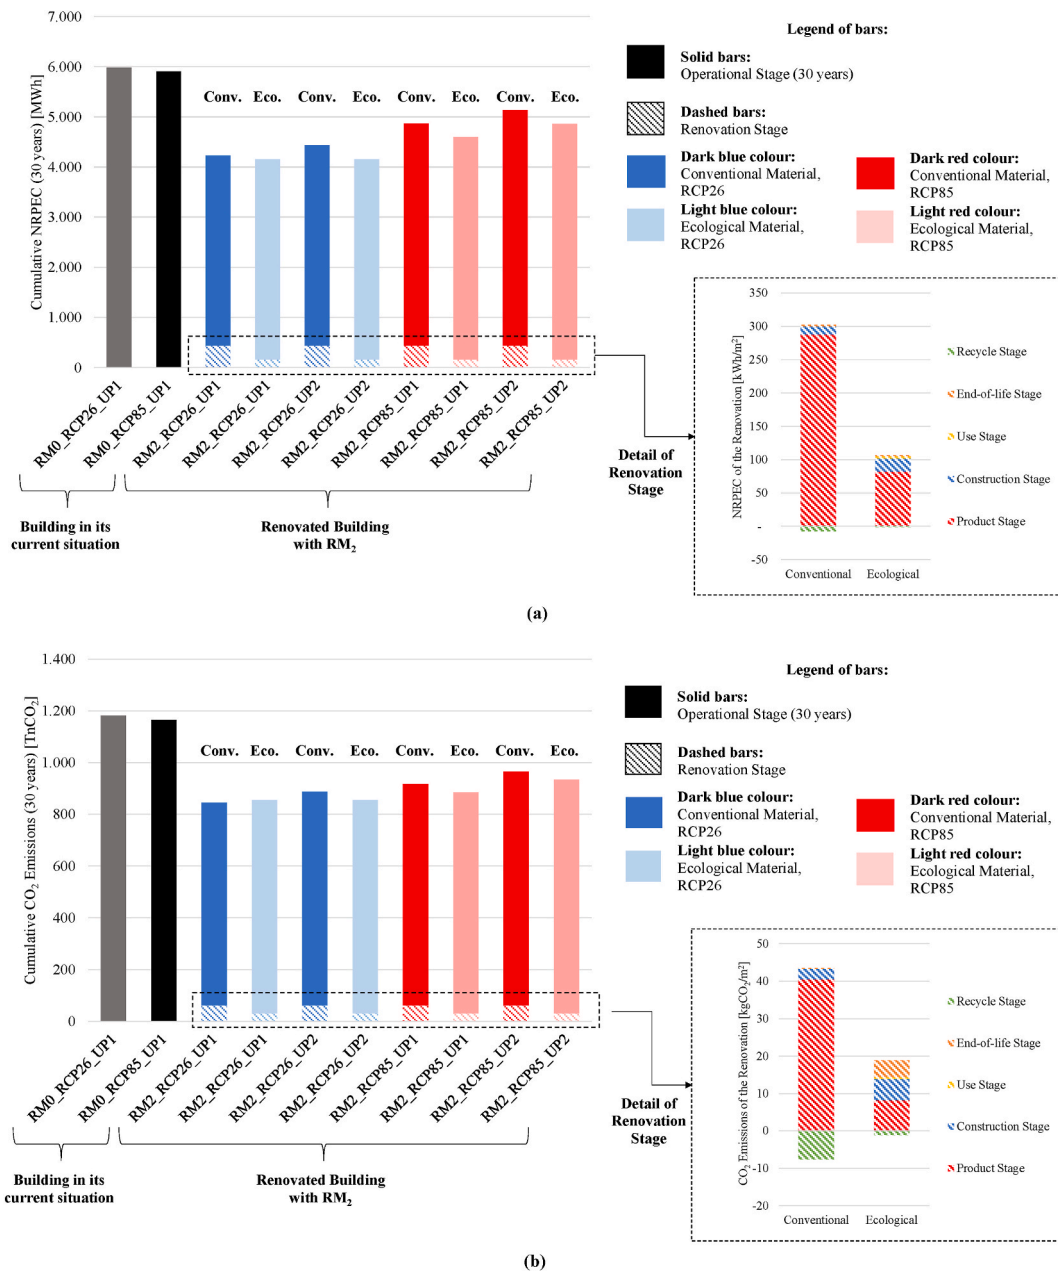 7.000
6.000
5.000
4.000
3.000
2.000
1.000
0
Cumulative NRPEC (30 years) [MWh]
Conv. Eco. Conv. Eco. Conv. Eco. Conv. Eco.
RM0_RCP26_UP1
RM0_RCP85_UP1
RM2_RCP26_UP1
RM2_RCP26_UP1
RM2_RCP26_UP2
RM2_RCP26_UP2
RM2_RCP85_UP1
RM2_RCP85_UP1
RM2_RCP85_UP2
RM2_RCP85_UP2
Building in its
current situation
Renovated Building
with RM₂
Legend of bars:
Solid bars:
Operational Stage (30 years)
Dashed bars:
Renovation Stage
Dark blue colour:
Conventional Material,
RCP26
Dark red colour:
Conventional Material,
RCP85
Light blue colour:
Ecological Material,
RCP26
Light red colour:
Ecological Material,
RCP85
Detail of
Renovation
Stage
NRPEC of the Renovation [kWh/m²]
350
300
250
200
150
100
50
-
-50
Conventional Ecological
Recycle Stage
End-of-life Stage
Use Stage
Construction Stage
Product Stage
(a)
1.400
1.200
1.000
800
600
400
200
0
Cumulative CO₂ Emissions (30 years) [TnCO₂]
Conv. Eco. Conv. Eco. Conv. Eco. Conv. Eco.
RM0_RCP26_UP1
RM0_RCP85_UP1
RM2_RCP26_UP1
RM2_RCP26_UP1
RM2_RCP26_UP2
RM2_RCP26_UP2
RM2_RCP85_UP1
RM2_RCP85_UP1
RM2_RCP85_UP2
RM2_RCP85_UP2
Building in its
current situation
Renovated Building
with RM₂
Legend of bars:
Solid bars:
Operational Stage (30 years)
Dashed bars:
Renovation Stage
Dark blue colour:
Conventional Material,
RCP26
Dark red colour:
Conventional Material,
RCP85
Light blue colour:
Ecological Material,
RCP26
Light red colour:
Ecological Material,
RCP85
Detail of
Renovation
Stage
CO₂ Emissions of the Renovation [kgCO₂/m²]
50
40
30
20
10
0
-10
-20
Conventional Ecological
Recycle Stage
End-of-life Stage
Use Stage
Construction Stage
Product Stage
(b)